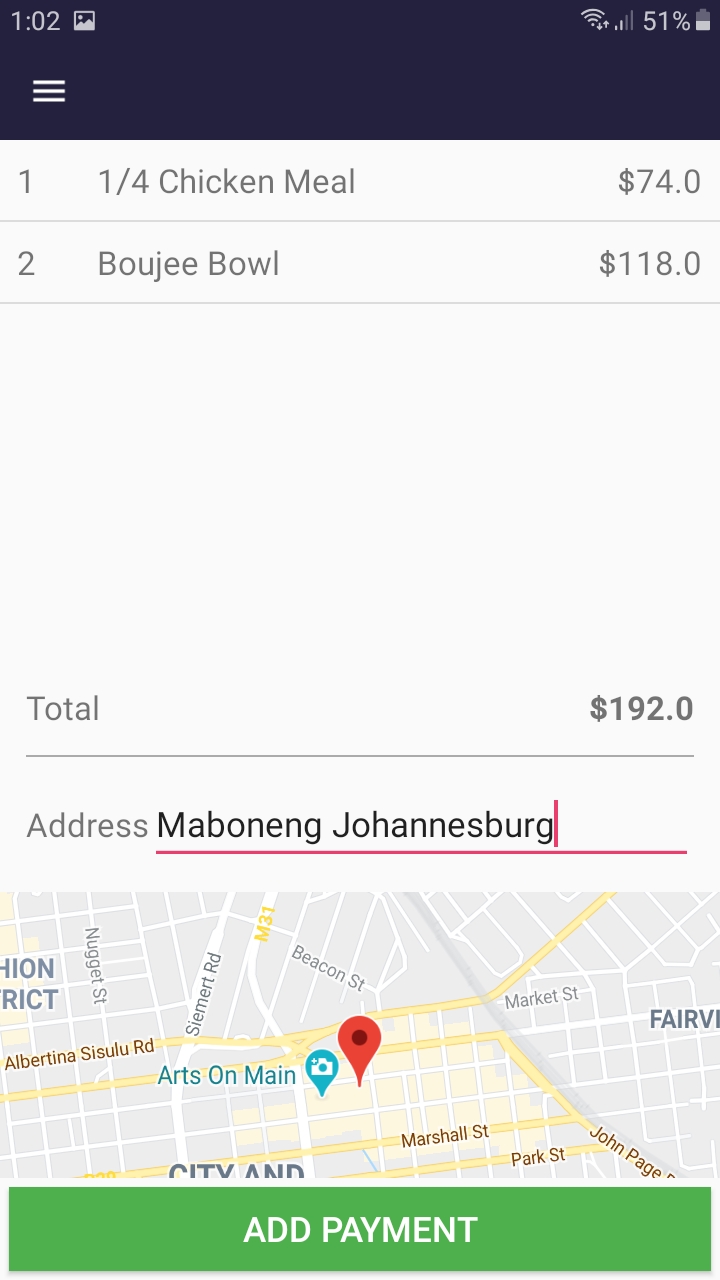 1:02 51%
1 1/4 Chicken Meal $74.0
2 Boujee Bowl $118.0
Total $192.0
Address Maboneng Johannesburg
M31
Nugget St
Beacon St
HION
TRICT
Siemert Rd
Market St
FAIRVI
Albertina Sisulu Rd
Arts On Main
Marshall St
Park St
John Page
CITY AND
ADD PAYMENT